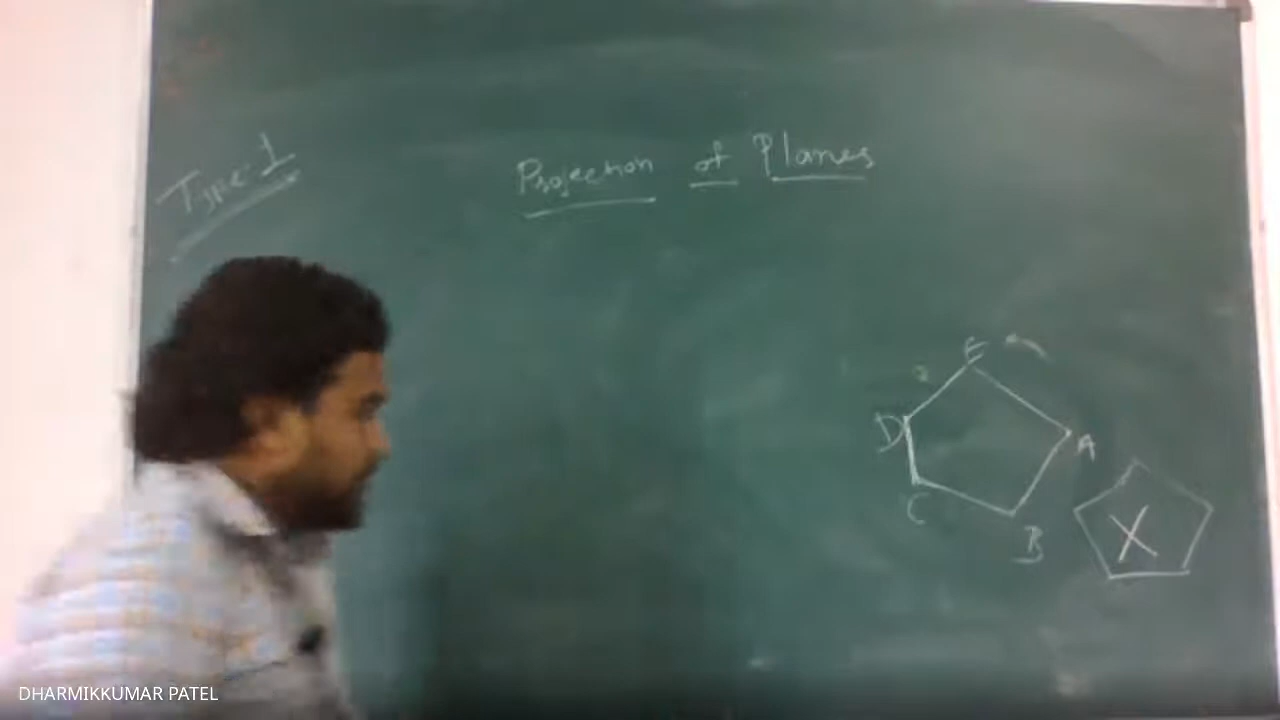 Type-1
Projection of Planes
E
D
A
C
B
X
DHARMIKKUMAR PATEL